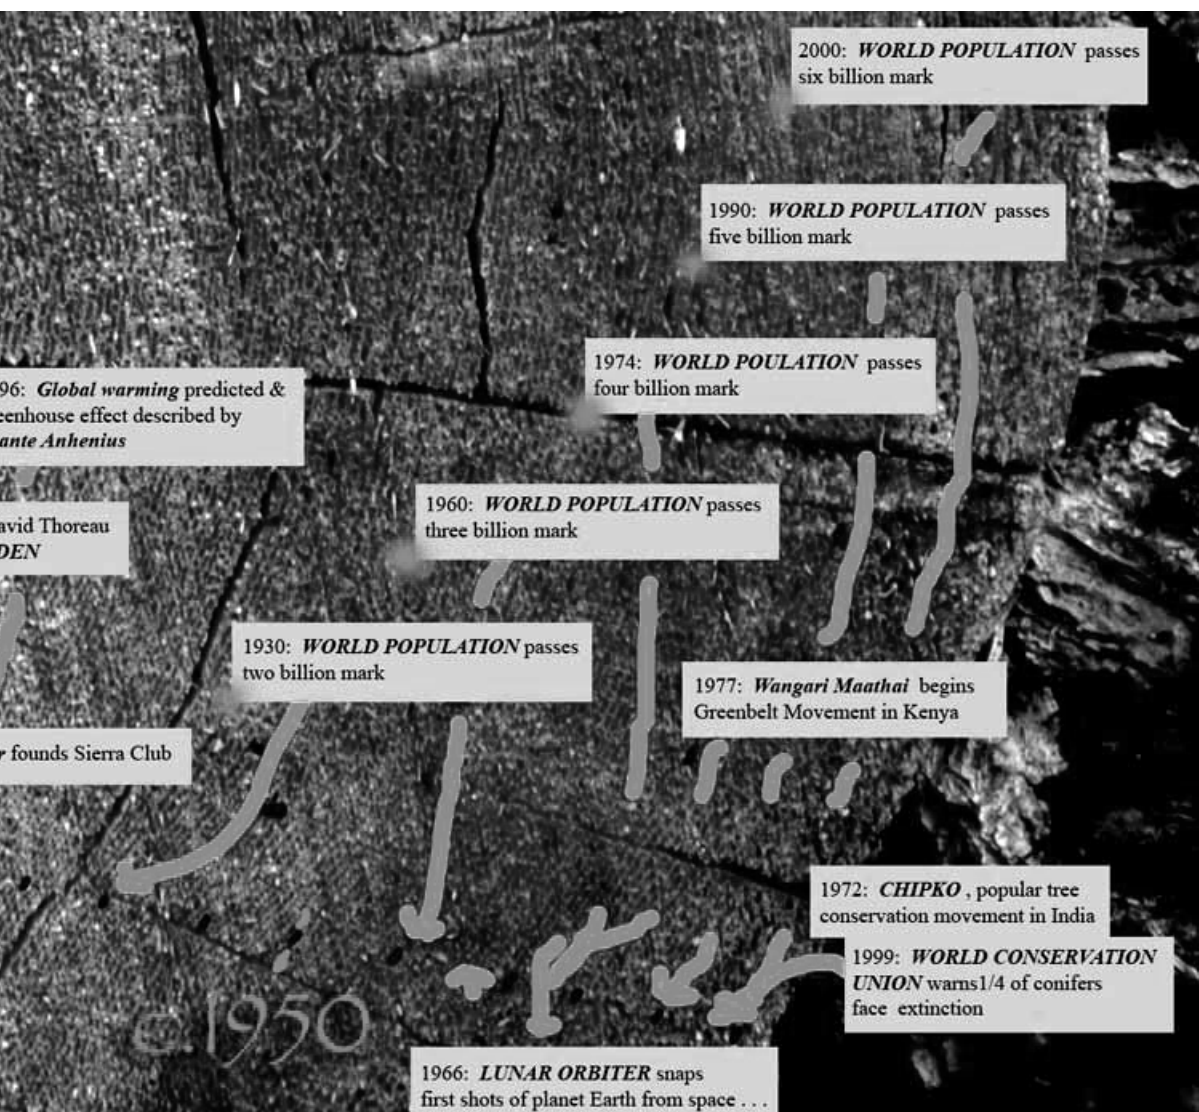 2000: WORLD POPULATION passes
six billion mark
1990: WORLD POPULATION passes
five billion mark
1974: WORLD POULATION passes
four billion mark
96: Global warming predicted &
eenhouse effect described by
ante Anhenius
1960: WORLD POPULATION passes
three billion mark
avid Thoreau
DEN
1930: WORLD POPULATION passes
two billion mark
1977: Wangari Maathai begins
Greenbelt Movement in Kenya
r founds Sierra Club
1972: CHIPKO , popular tree
conservation movement in India
1999: WORLD CONSERVATION
UNION warns1/4 of conifers
face extinction
c.1950
1966: LUNAR ORBITER snaps
first shots of planet Earth from space . . .